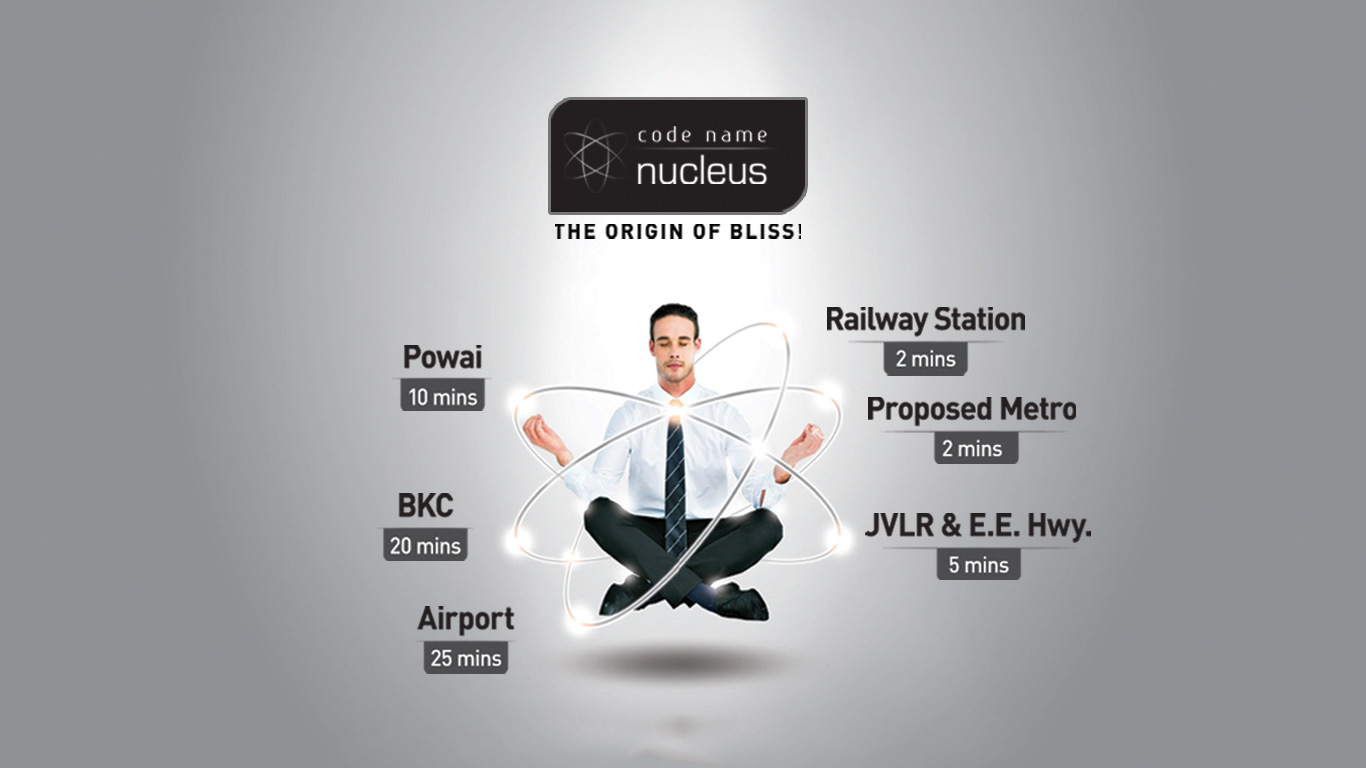 code name
nucleus
THE ORIGIN OF BLISS!
Powai
10 mins
BKC
20 mins
Airport
25 mins
Railway Station
2 mins
Proposed Metro
2 mins
JVLR & E.E. Hwy.
5 mins